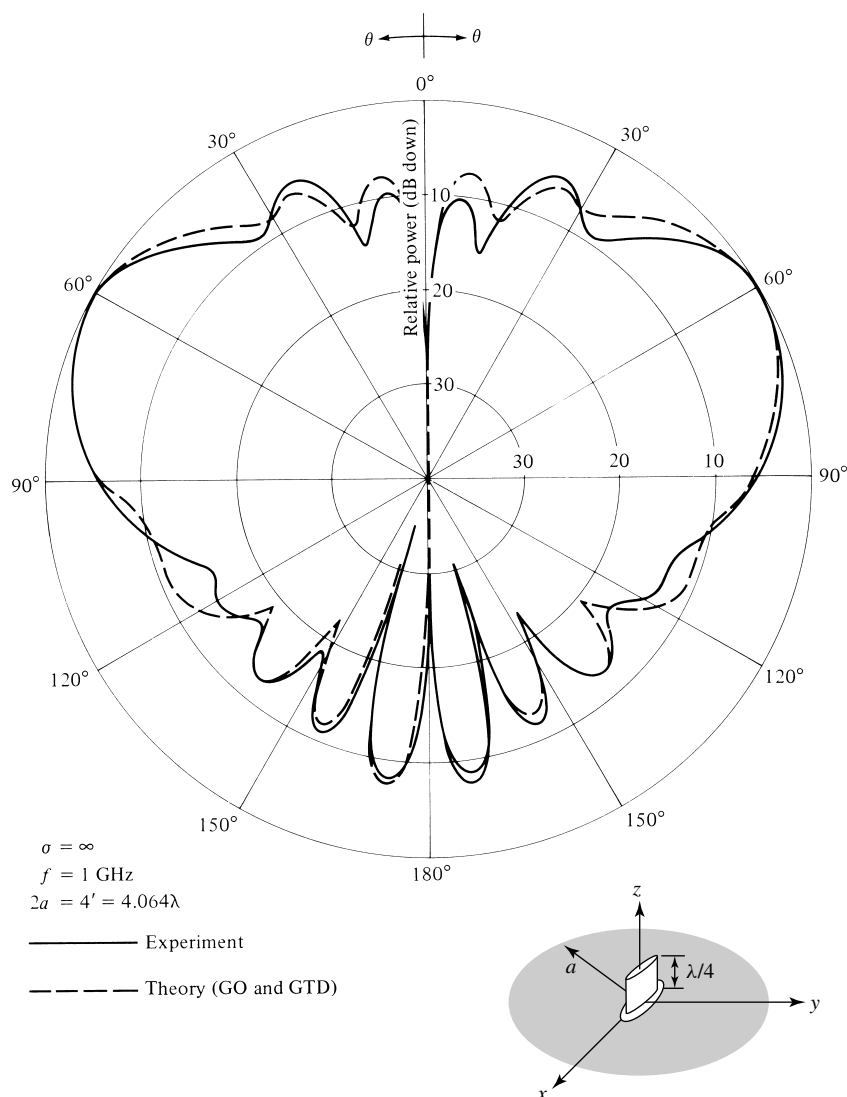 θ θ
0°
30° 30°
Relative power (dB down)
10
60° 60°
20
30
30 20 10
90° 90°
120° 120°
150° 150°
180°
σ = ∞
f = 1 GHz
2a = 4′ = 4.064λ
Experiment
Theory (GO and GTD)
z
a
λ/4
y
x